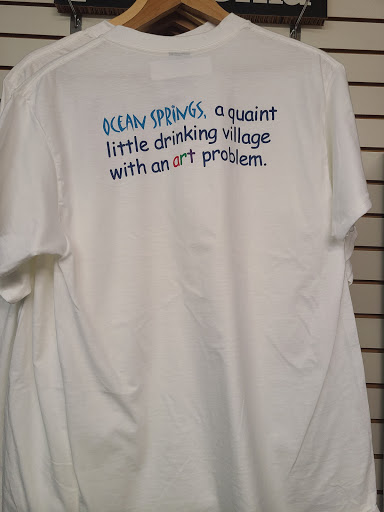 OCEAN SPRINGS, a quaint
little drinking village
with an art problem.